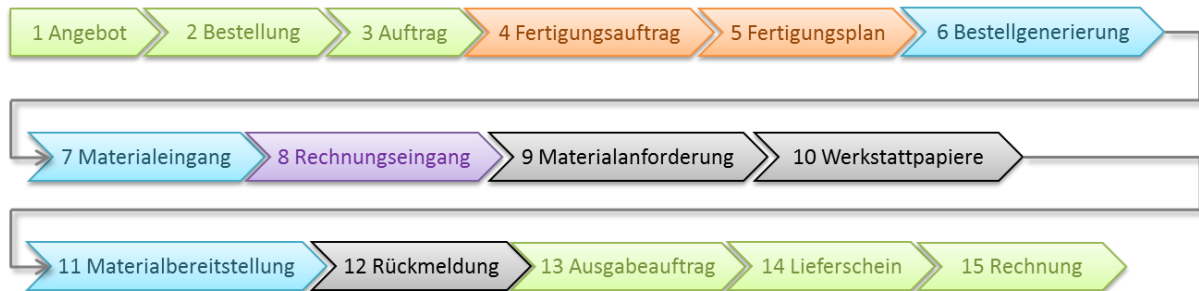 1 Angebot 2 Bestellung 3 Auftrag 4 Fertigungsauftrag 5 Fertigungsplan 6 Bestellgenerierung
7 Materialeingang 8 Rechnungseingang 9 Materialanforderung 10 Werkstattpapiere
11 Materialbereitstellung 12 Rückmeldung 13 Ausgabeauftrag 14 Lieferschein 15 Rechnung